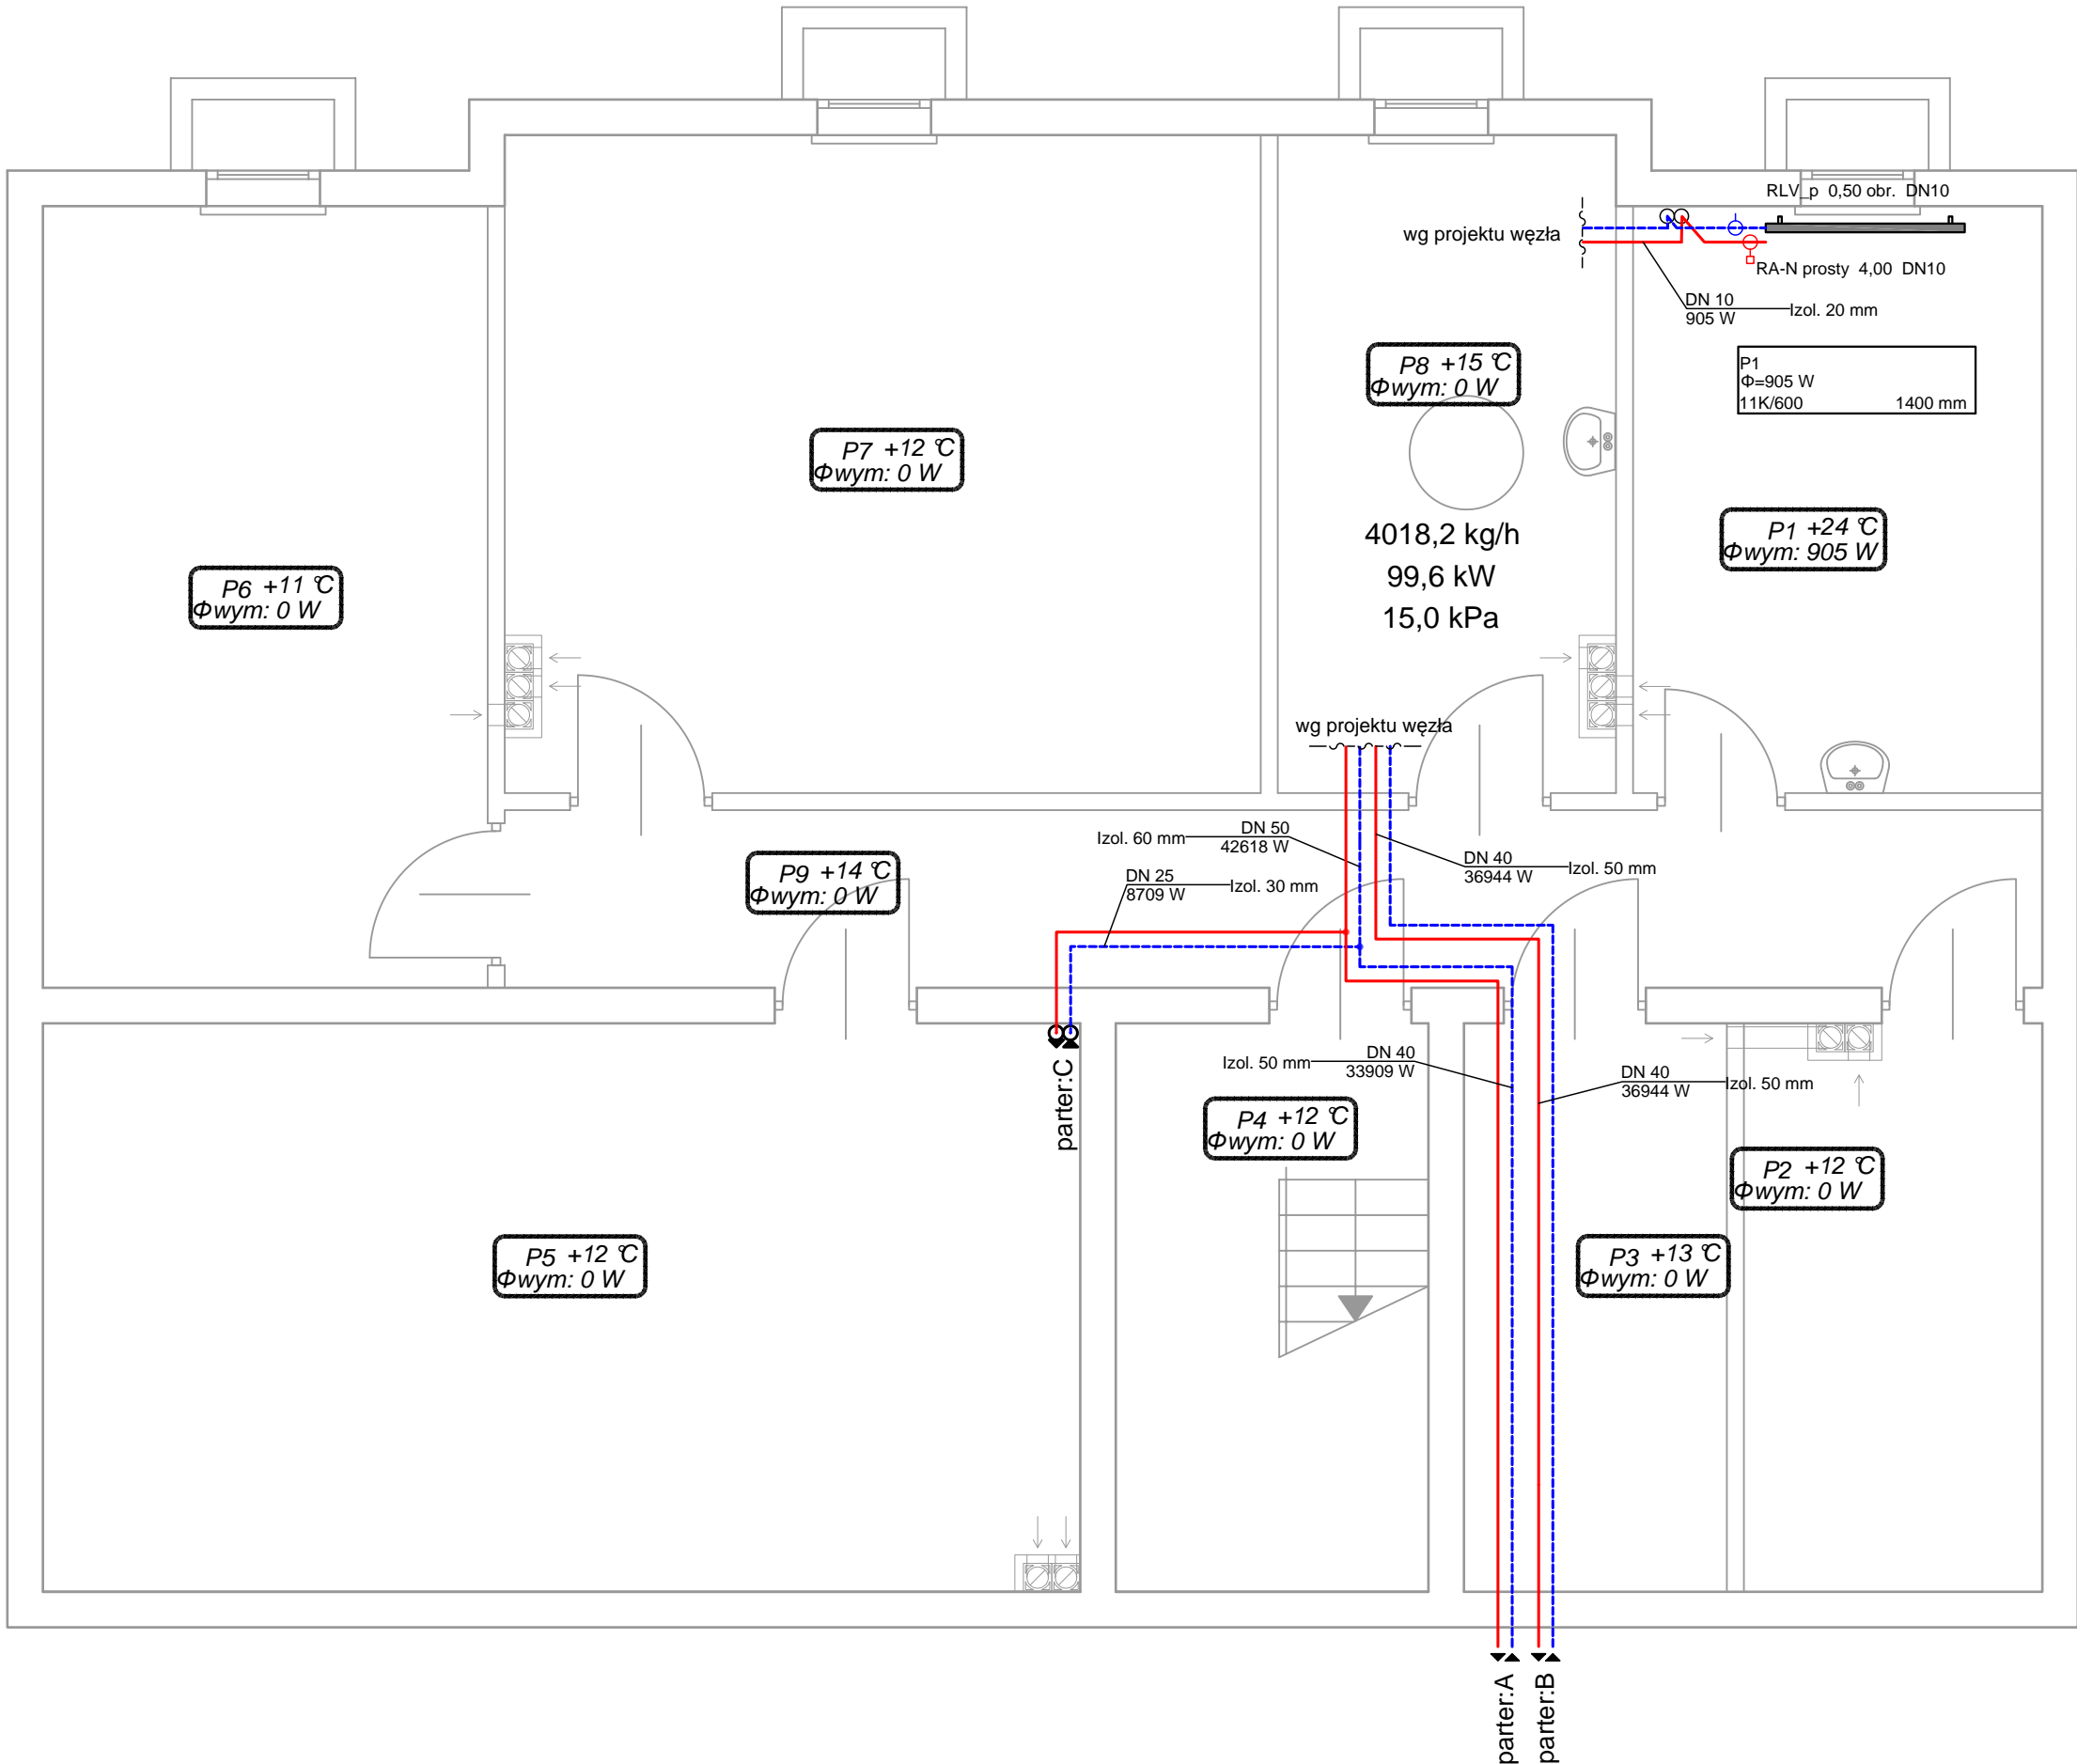 RLV_p 0,50 obr. DN10
wg projektu węzła
RA-N prosty 4,00 DN10
DN 10
905 W
Izol. 20 mm
P8 +15 °C
Φwym: 0 W
P1
Φ=905 W
11K/600 1400 mm
P7 +12 °C
Φwym: 0 W
4018,2 kg/h
99,6 kW
15,0 kPa
P1 +24 °C
Φwym: 905 W
P6 +11 °C
Φwym: 0 W
wg projektu węzła
Izol. 60 mm
DN 50
42618 W
DN 40
36944 W
Izol. 50 mm
P9 +14 °C
Φwym: 0 W
DN 25
8709 W
Izol. 30 mm
parter:C
Izol. 50 mm
DN 40
33909 W
DN 40
36944 W
Izol. 50 mm
P4 +12 °C
Φwym: 0 W
P2 +12 °C
Φwym: 0 W
P5 +12 °C
Φwym: 0 W
P3 +13 °C
Φwym: 0 W
parter:A
parter:B